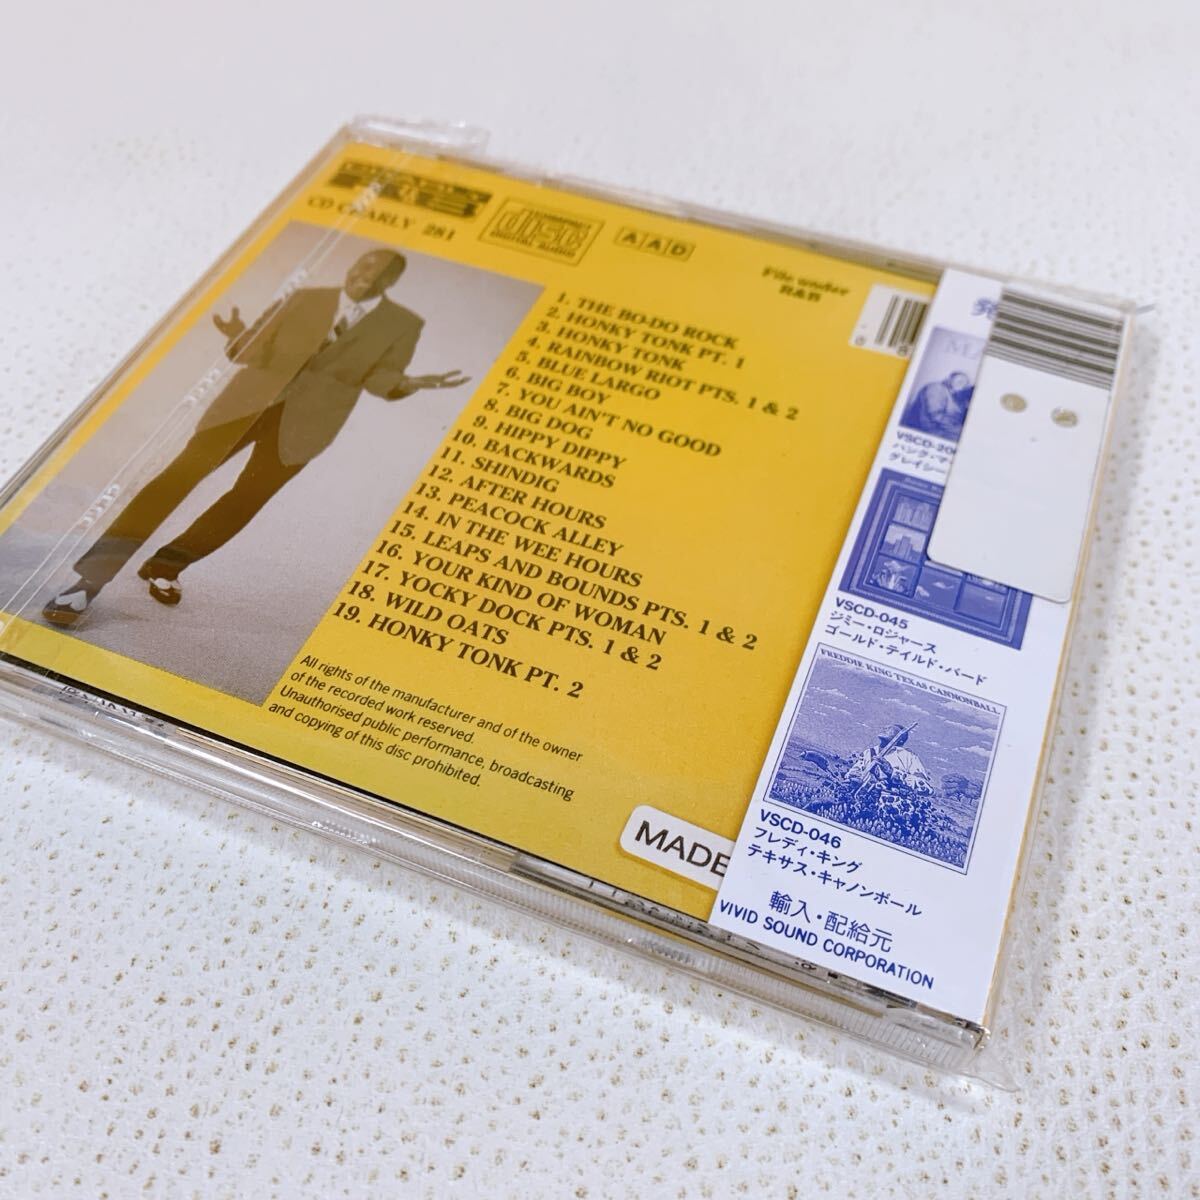 CD CHARLY 281
COMPACT
disc
DIGITAL AUDIO
AAD
File under
R&B
1. THE BO-DO ROCK
2. HONKY TONK PT. 1
3. HONKY TONK
4. RAINBOW RIOT PTS. 1 & 2
5. BLUE LARGO
6. BIG BOY
7. YOU AIN'T NO GOOD
8. BIG DOG
9. HIPPY DIPPY
10. BACKWARDS
11. SHINDIG
12. AFTER HOURS
13. PEACOCK ALLEY
14. IN THE WEE HOURS
15. LEAPS AND BOUNDS PTS. 1 & 2
16. YOUR KIND OF WOMAN
17. YOCKY DOCK PTS. 1 & 2
18. WILD OATS
19. HONKY TONK PT. 2
All rights of the manufacturer and of the owner
of the recorded work reserved.
Unauthorised public performance, broadcasting
and copying of this disc prohibited.
MADE
VSCD-045
ジミー・ロジャース
ゴールド・テイルド・バード
FREDDIE KING TEXAS CANNONBALL
VSCD-046
フレディ・キング
テキサス・キャノンボール
輸入・配給元
VIVID SOUND CORPORATION